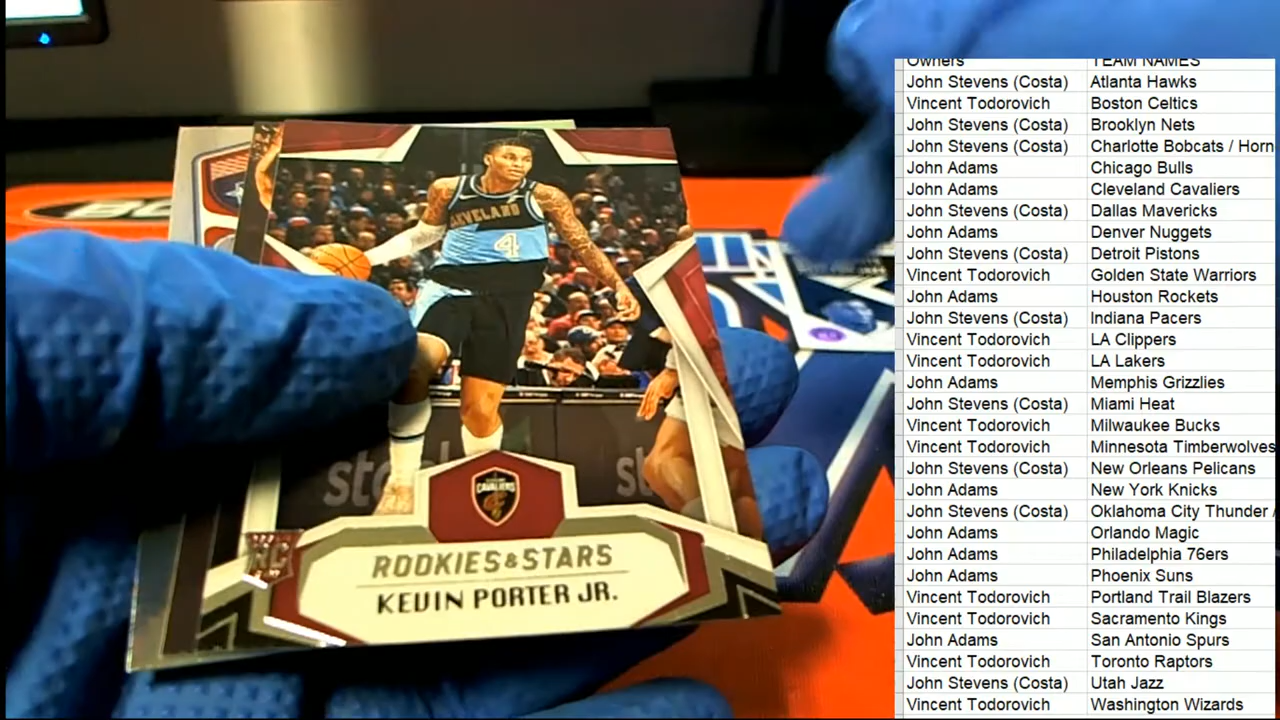 CLEVELAND
4
CAVALIERS
RC
ROOKIES & STARS
KEVIN PORTER JR.
Owners TEAM NAMES
John Stevens (Costa) Atlanta Hawks
Vincent Todorovich Boston Celtics
John Stevens (Costa) Brooklyn Nets
John Stevens (Costa) Charlotte Bobcats / Horn
John Adams Chicago Bulls
John Adams Cleveland Cavaliers
John Stevens (Costa) Dallas Mavericks
John Adams Denver Nuggets
John Stevens (Costa) Detroit Pistons
Vincent Todorovich Golden State Warriors
John Adams Houston Rockets
John Stevens (Costa) Indiana Pacers
Vincent Todorovich LA Clippers
Vincent Todorovich LA Lakers
John Adams Memphis Grizzlies
John Stevens (Costa) Miami Heat
Vincent Todorovich Milwaukee Bucks
Vincent Todorovich Minnesota Timberwolves
John Stevens (Costa) New Orleans Pelicans
John Adams New York Knicks
John Stevens (Costa) Oklahoma City Thunder /
John Adams Orlando Magic
John Adams Philadelphia 76ers
John Adams Phoenix Suns
Vincent Todorovich Portland Trail Blazers
Vincent Todorovich Sacramento Kings
John Adams San Antonio Spurs
Vincent Todorovich Toronto Raptors
John Stevens (Costa) Utah Jazz
Vincent Todorovich Washington Wizards